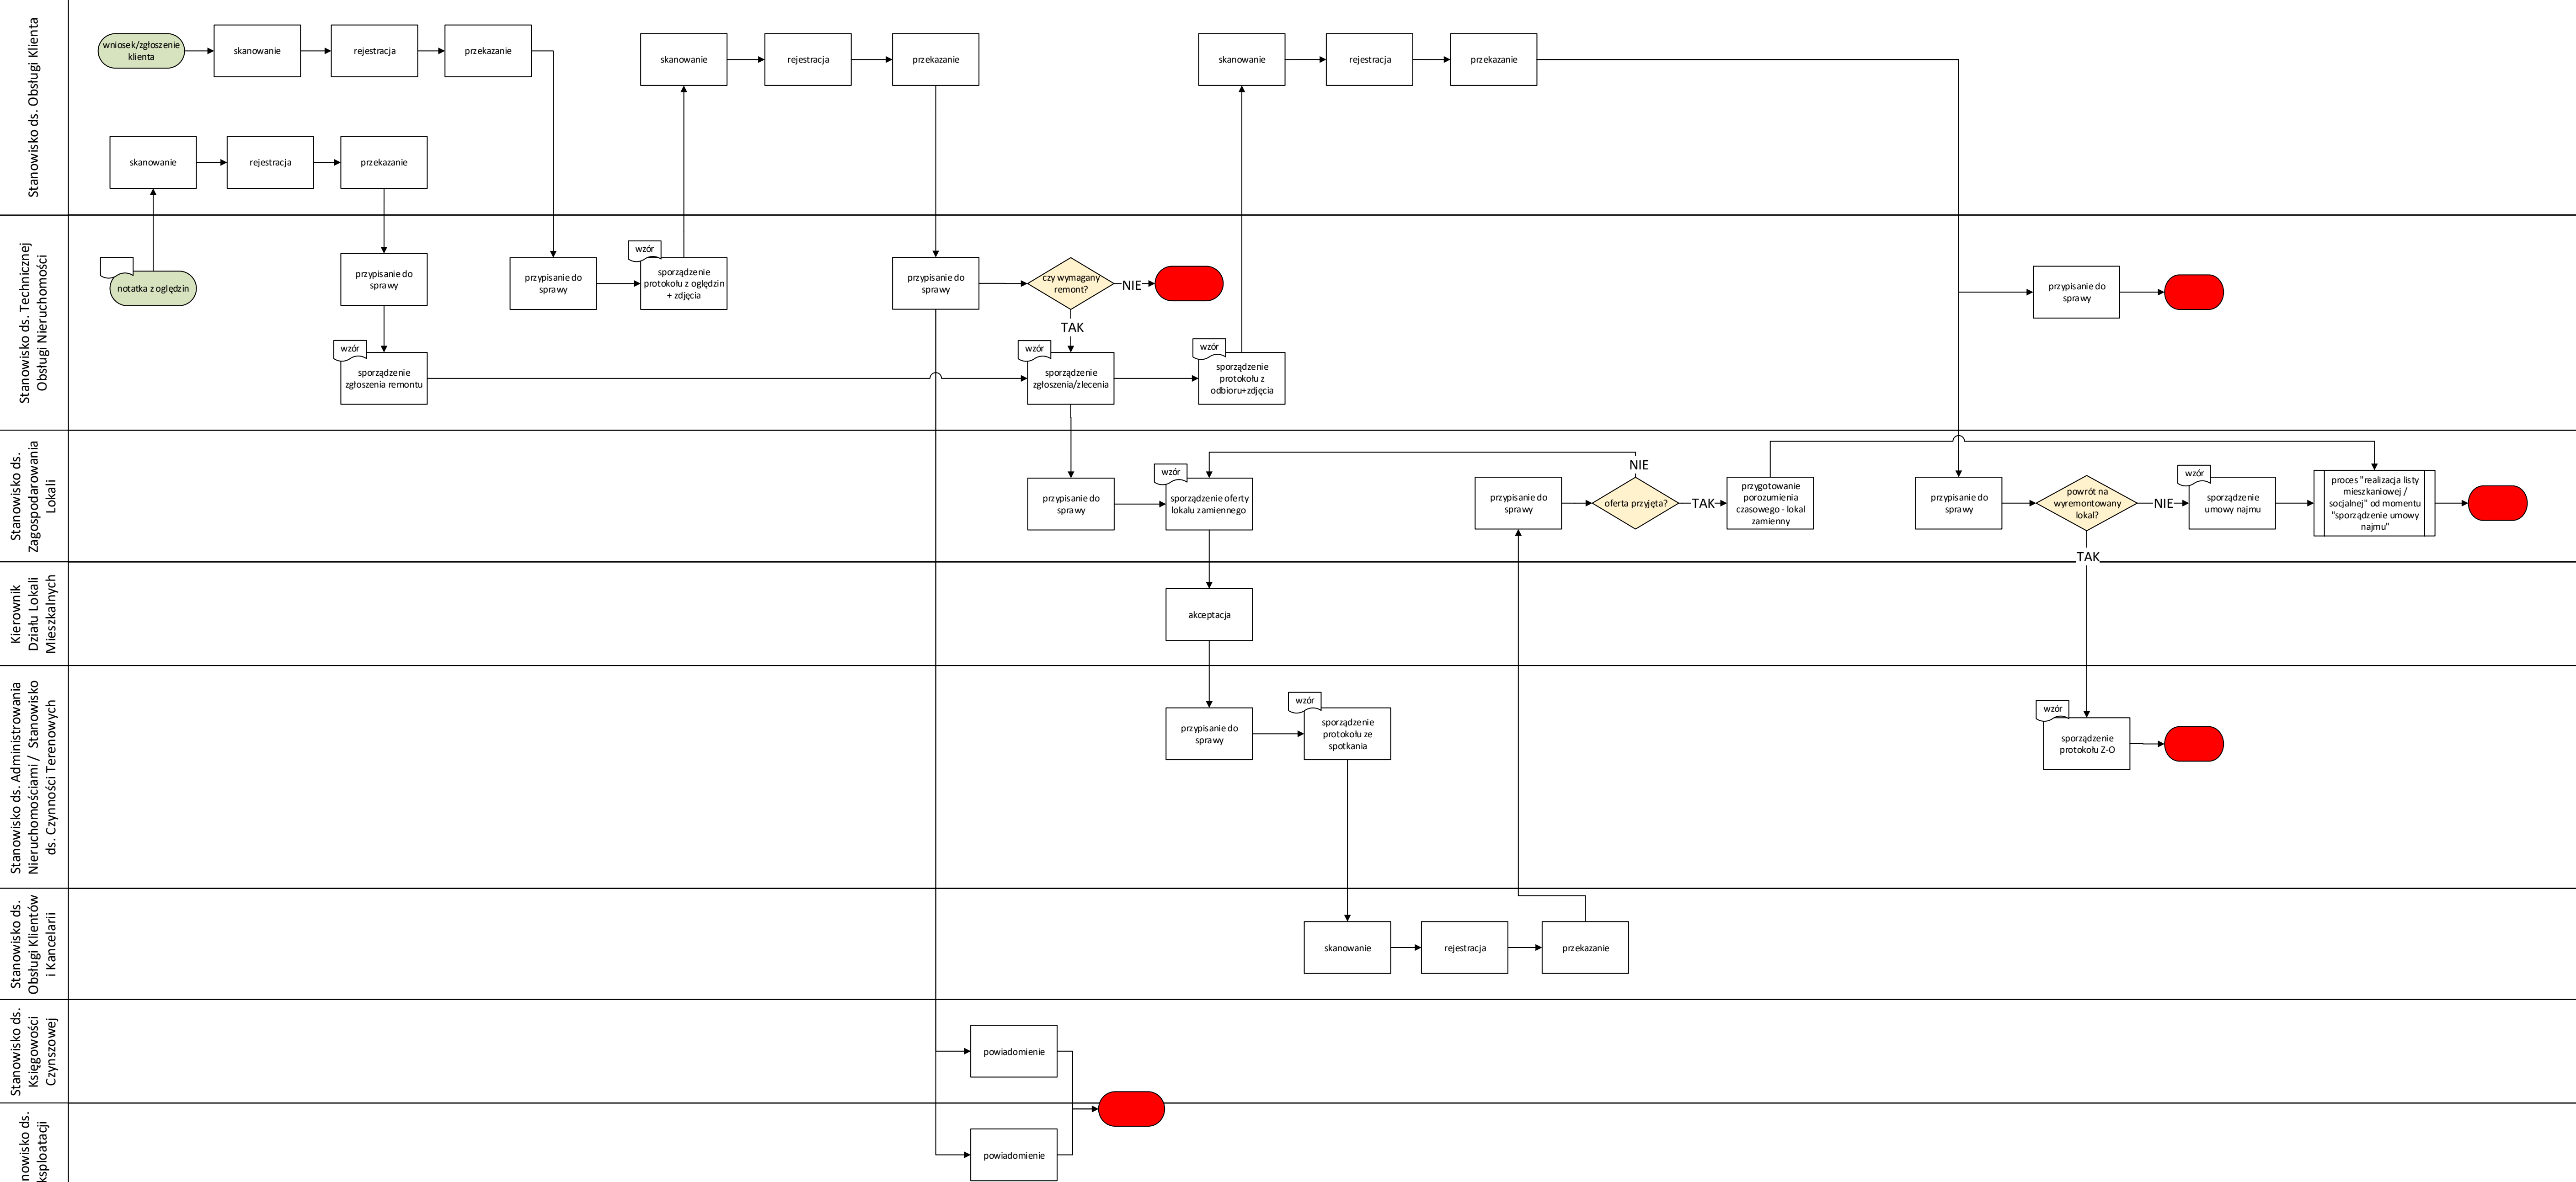 Stanowisko ds. Obsługi Klienta
wniosek/zgłoszenie
klienta
skanowanie
rejestracja
przekazanie
skanowanie
rejestracja
przekazanie
skanowanie
rejestracja
przekazanie
skanowanie
rejestracja
przekazanie
Stanowisko ds. Technicznej
Obsługi Nieruchomości
notatka z oględzin
przypisanie do
sprawy
wzór
sporządzenie
zgłoszenia remontu
przypisanie do
sprawy
wzór
sporządzenie
protokołu z oględzin
+ zdjęcia
przypisanie do
sprawy
czy wymagany
remont?
NIE
TAK
wzór
sporządzenie
zgłoszenia/zlecenia
wzór
sporządzenie
protokołu z
odbioru+zdjęcia
przypisanie do
sprawy
Stanowisko ds.
Zagospodarowania
Lokali
przypisanie do
sprawy
wzór
sporządzenie oferty
lokalu zamiennego
przypisanie do
sprawy
NIE
oferta przyjęta?
TAK
przygotowanie
porozumienia
czasowego - lokal
zamienny
przypisanie do
sprawy
powrót na
wyremontowany
lokal?
NIE
TAK
wzór
sporządzenie
umowy najmu
proces "realizacja listy
mieszkaniowej /
socjalnej" od momentu
"sporządzenie umowy
najmu"
Kierownik
Działu Lokali
Mieszkalnych
akceptacja
Stanowisko ds. Administrowania
Nieruchomościami / Stanowisko
ds. Czynności Terenowych
przypisanie do
sprawy
wzór
sporządzenie
protokołu ze
spotkania
wzór
sporządzenie
protokołu Z-O
Stanowisko ds.
Obsługi Klientów
i Kancelarii
skanowanie
rejestracja
przekazanie
Stanowisko ds.
Księgowości
Czynszowej
powiadomienie
nowisko ds.
ksploatacji
powiadomienie